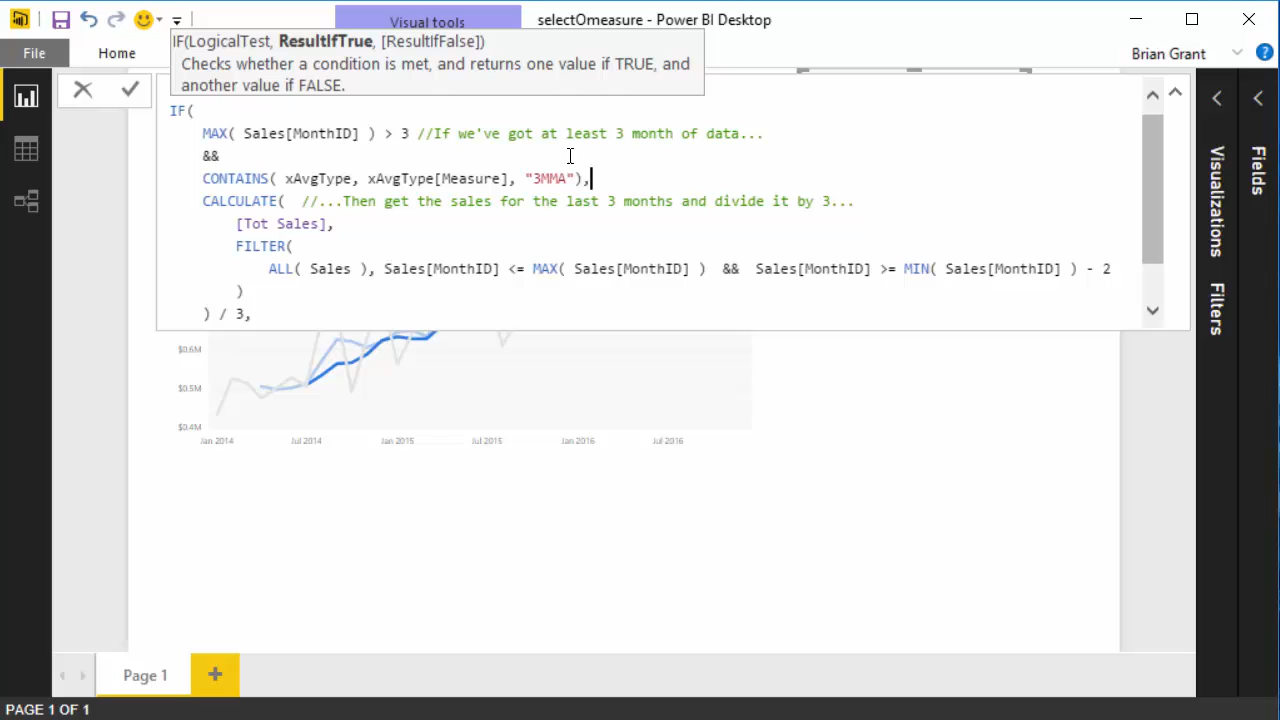 Visual tools
selectOmeasure - Power BI Desktop
File
Home
Brian Grant
IF(LogicalTest, ResultIfTrue, [ResultIfFalse])
Checks whether a condition is met, and returns one value if TRUE, and
another value if FALSE.
IF(
MAX( Sales[MonthID] ) > 3 //If we've got at least 3 month of data...
&&
CONTAINS( xAvgType, xAvgType[Measure], "3MMA"),
CALCULATE(  //...Then get the sales for the last 3 months and divide it by 3...
[Tot Sales],
FILTER(
ALL( Sales ), Sales[MonthID] <= MAX( Sales[MonthID] )  &&  Sales[MonthID] >= MIN( Sales[MonthID] ) - 2
)
) / 3,
$0.6M
$0.5M
$0.4M
Jan 2014
Jul 2014
Jan 2015
Jul 2015
Jan 2016
Jul 2016
Visualizations
Filters
Fields
Page 1
PAGE 1 OF 1